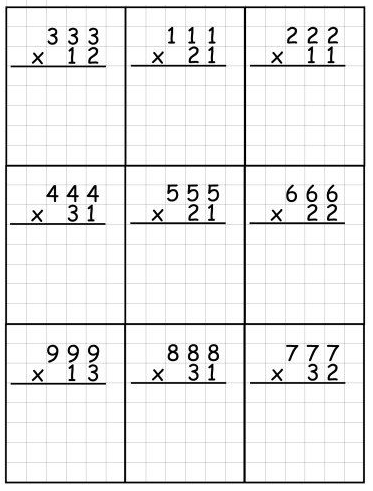 333
x 12
111
x 21
222
x 11
444
x 31
555
x 21
666
x 22
999
x 13
888
x 31
777
x 32